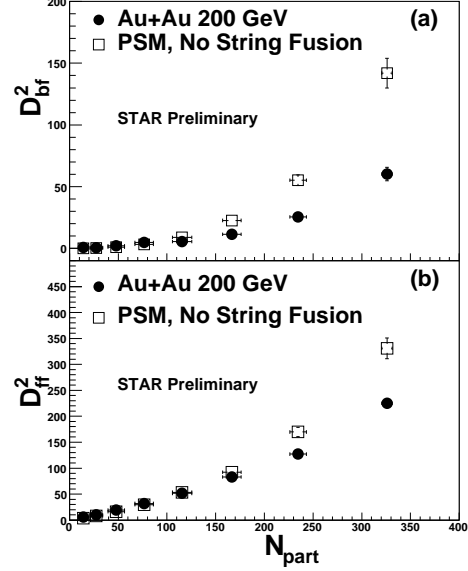 200
150
100
50
0
D²bf
(a)
Au+Au 200 GeV
PSM, No String Fusion
STAR Preliminary
450
400
350
300
250
200
150
100
50
0
D²ff
(b)
Au+Au 200 GeV
PSM, No String Fusion
STAR Preliminary
0 50 100 150 200 250 300 350 400
Npart